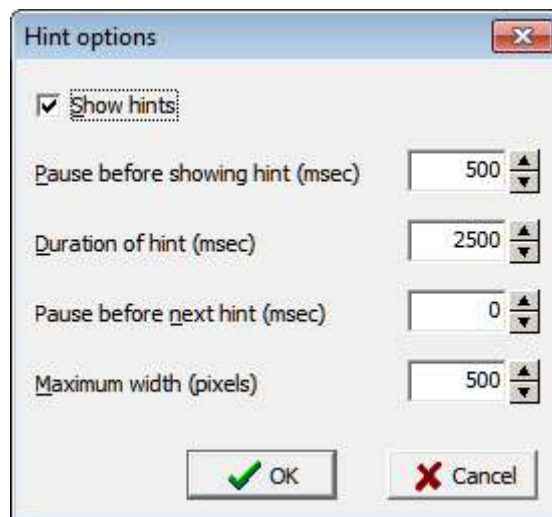 Hint options
Show hints
Pause before showing hint (msec) 500
Duration of hint (msec) 2500
Pause before next hint (msec) 0
Maximum width (pixels) 500
OK Cancel